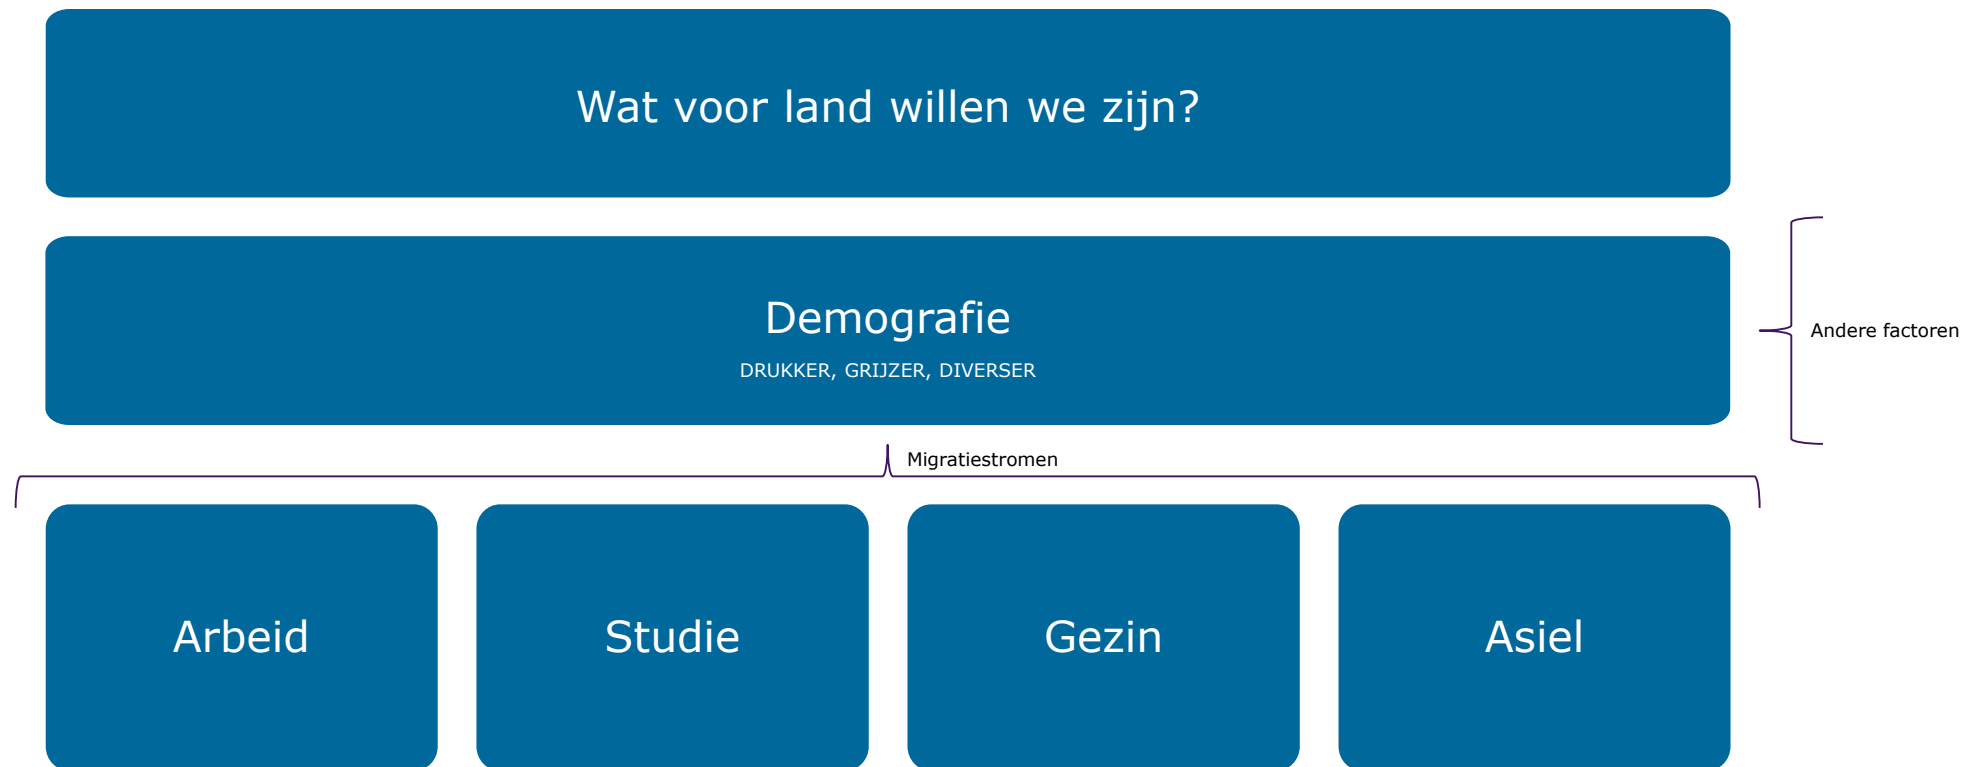 Wat voor land willen we zijn?
Demografie
DRUKKER, GRIJZER, DIVERSER
Andere factoren
Migratiestromen
Arbeid
Studie
Gezin
Asiel